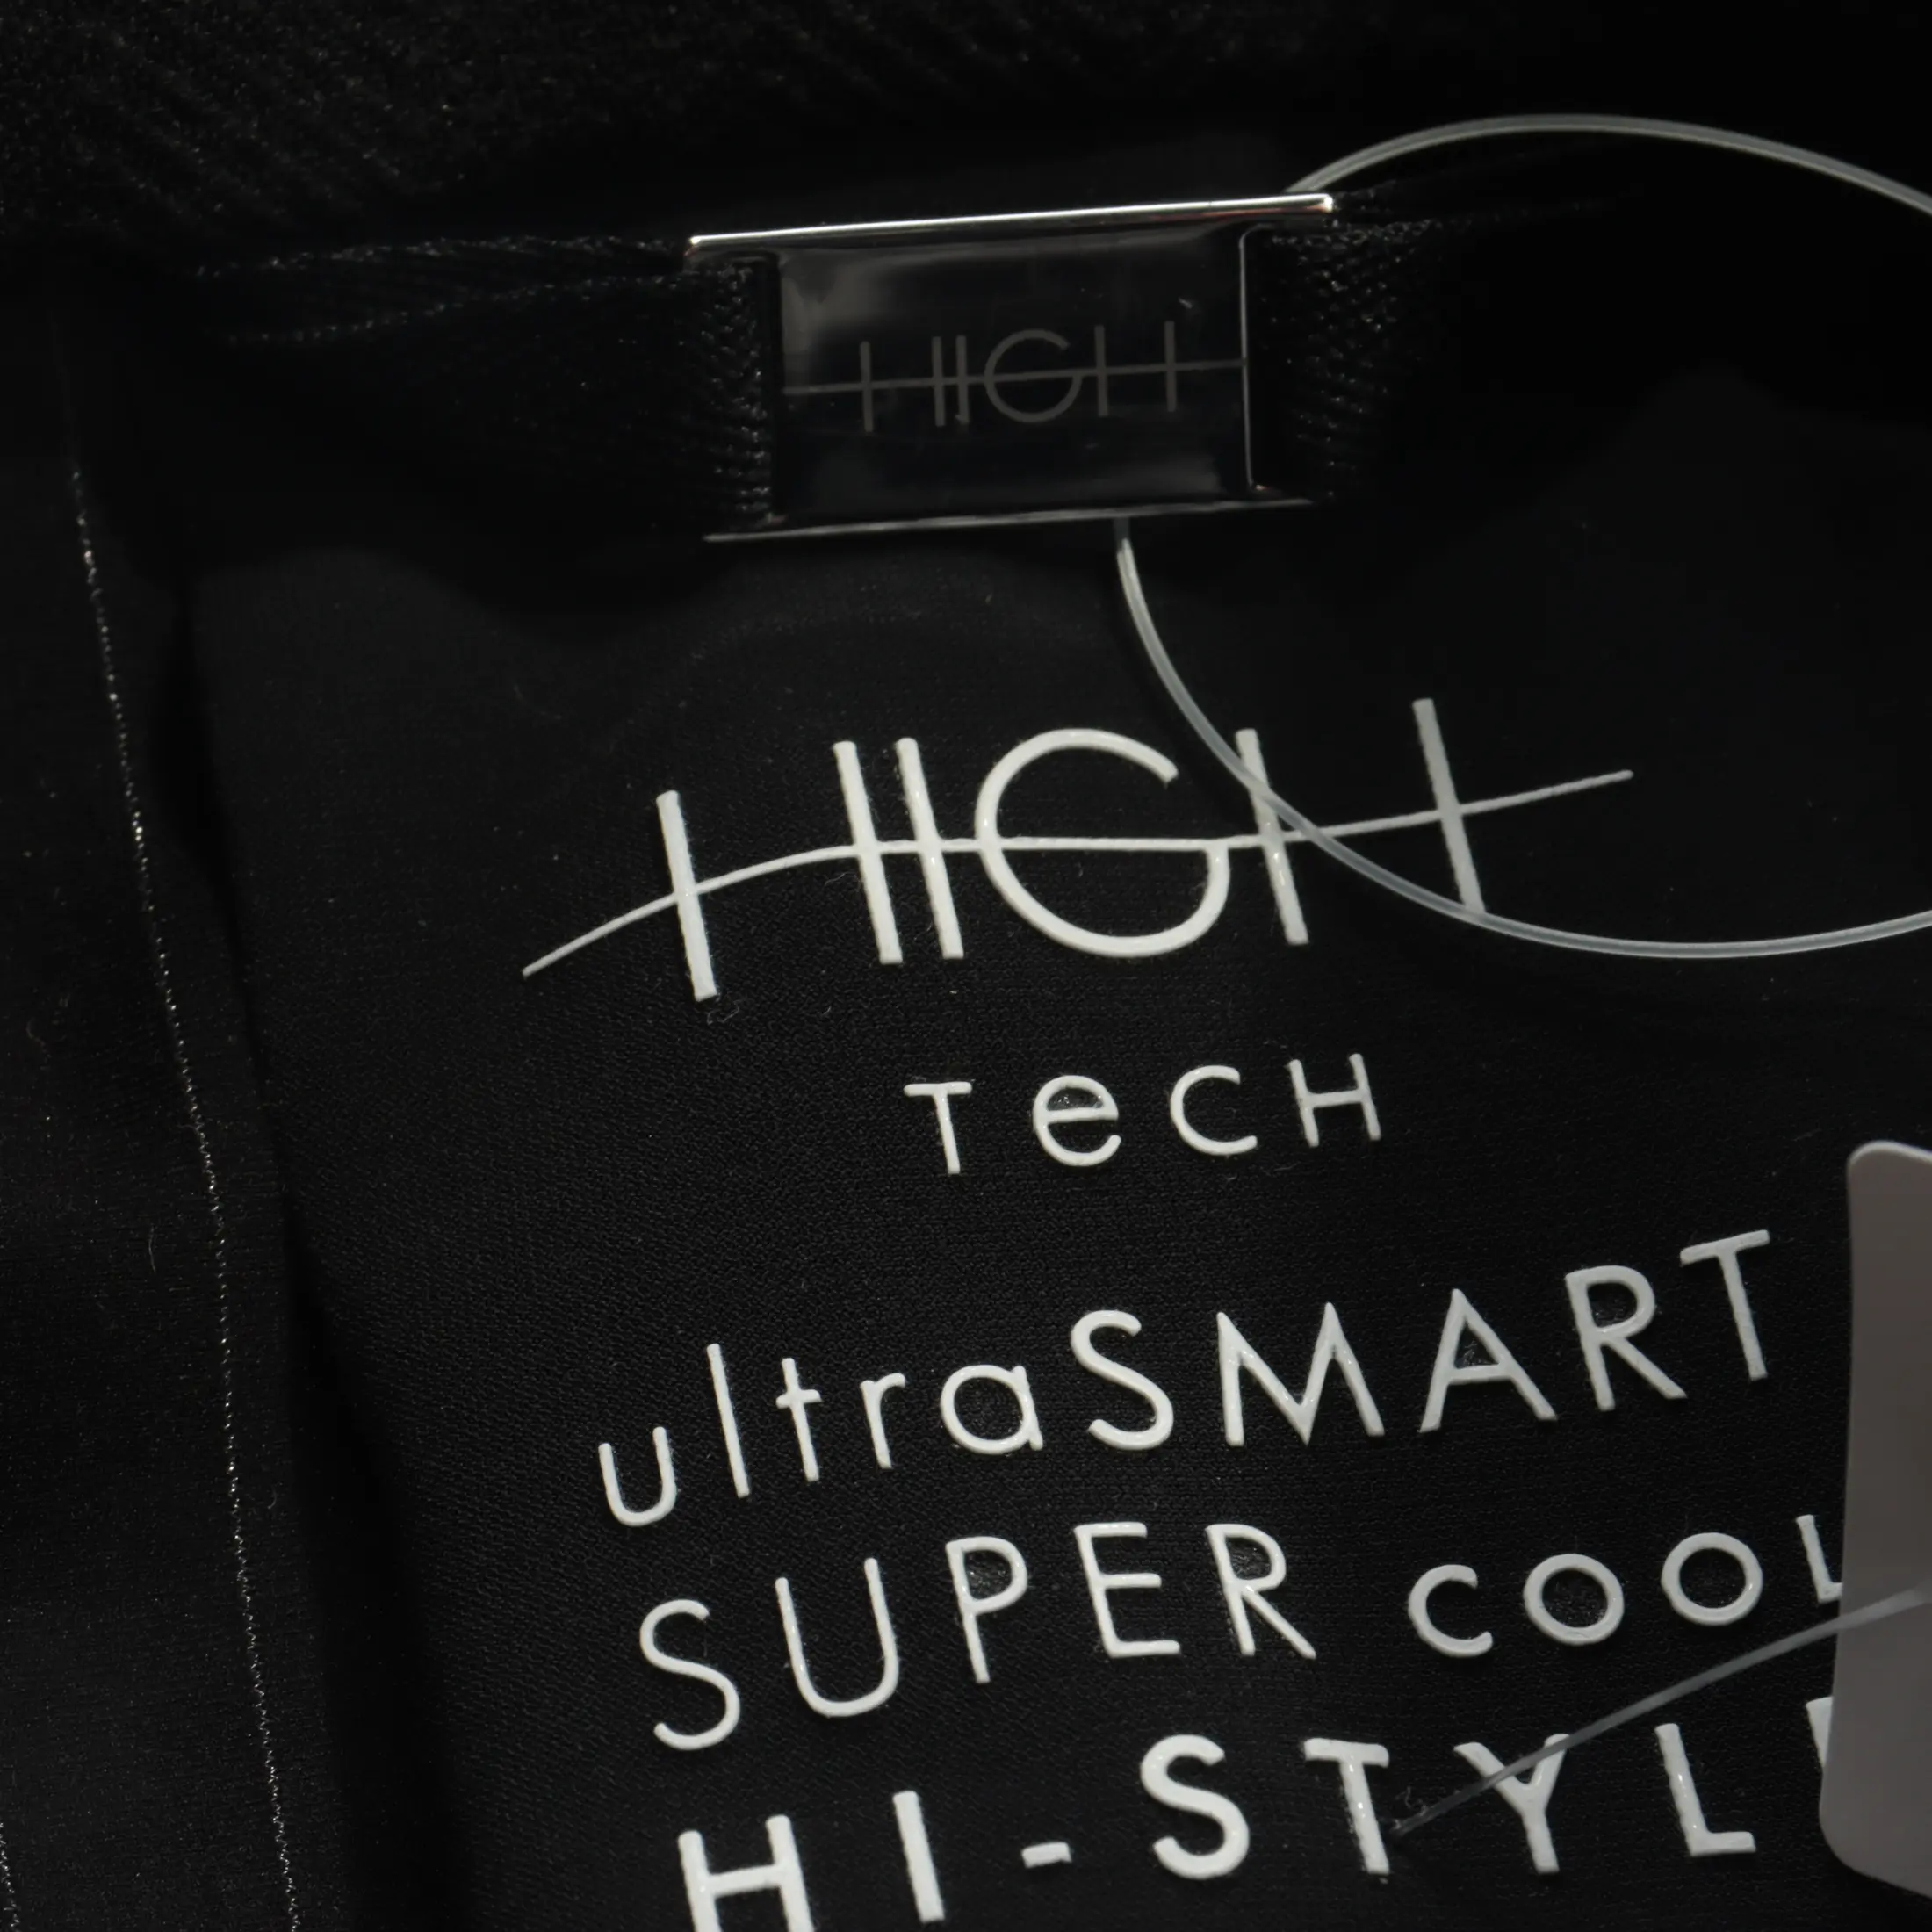 HIGH
HIGH
TecH
ultraSMART
SUPER COOL
HI-STYLE